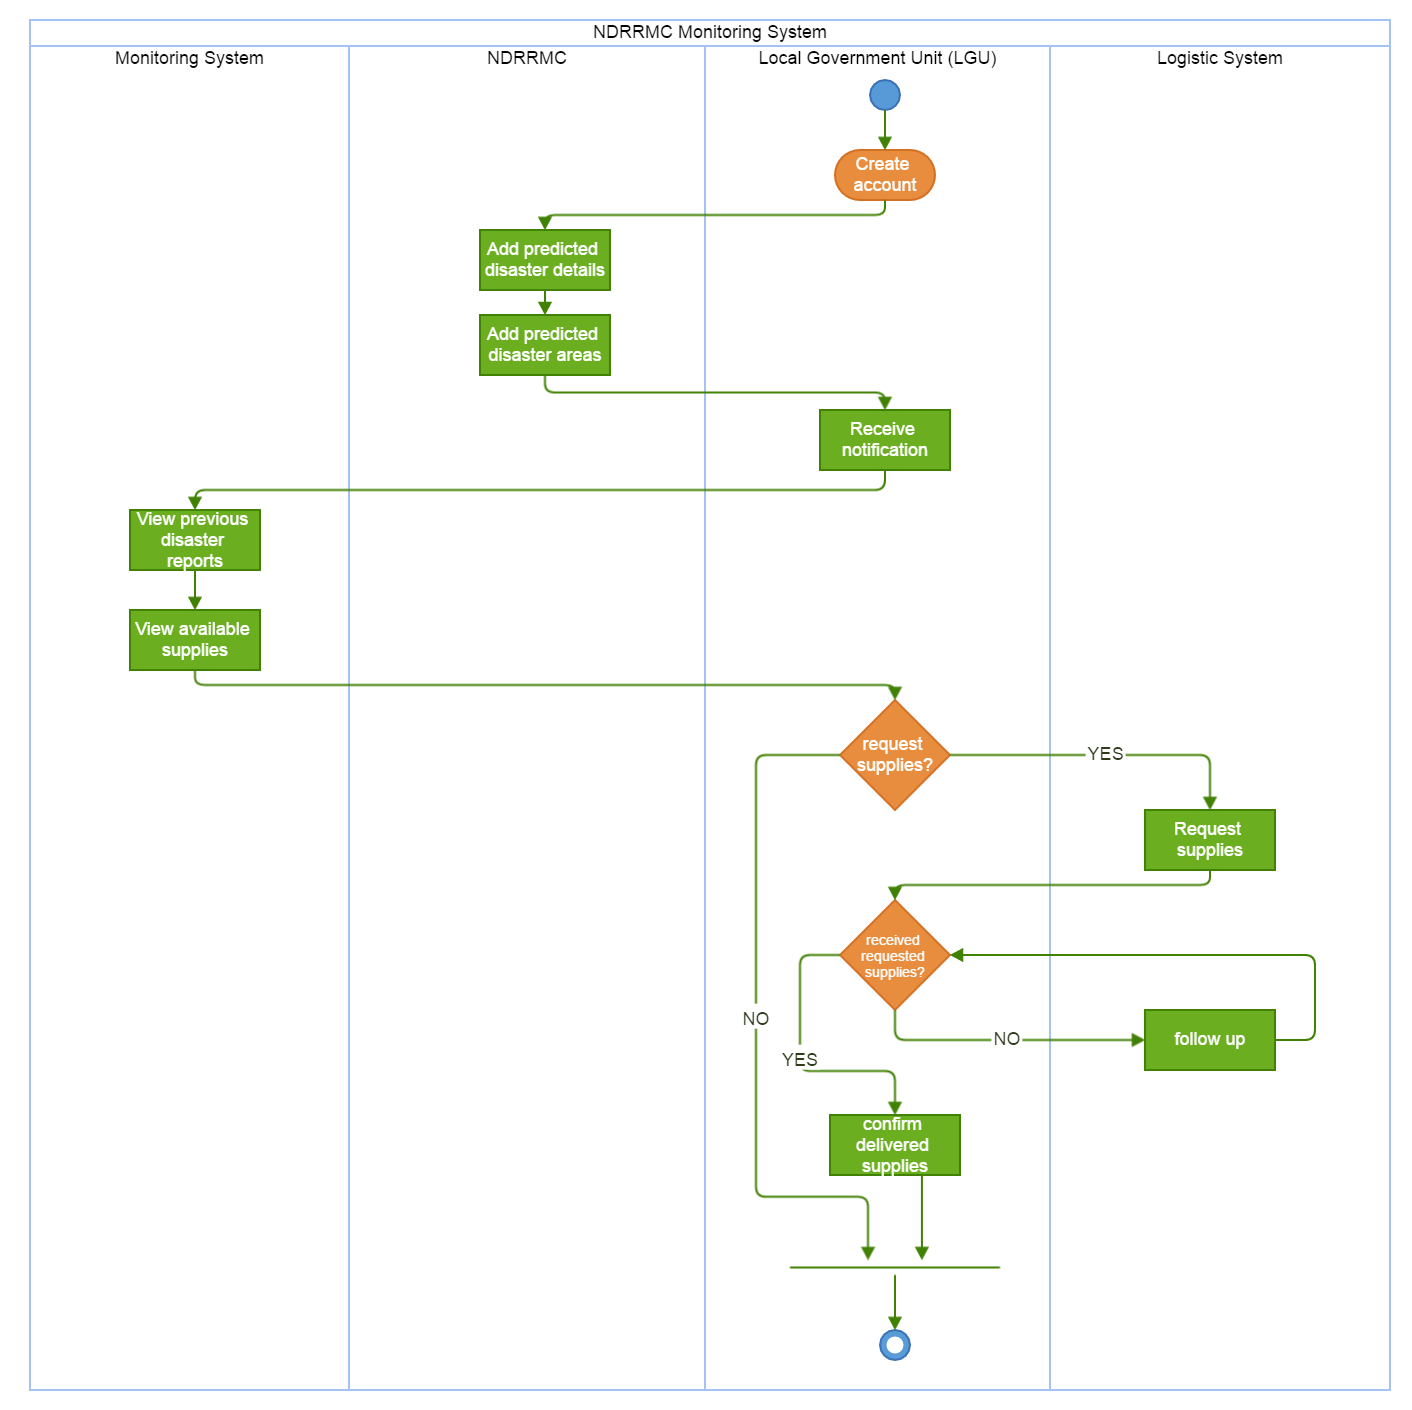 NDRRMC Monitoring System
Monitoring System
NDRRMC
Local Government Unit (LGU)
Logistic System
Create
account
Add predicted
disaster details
Add predicted
disaster areas
Receive
notification
View previous
disaster
reports
View available
supplies
request
supplies?
YES
Request
supplies
received
requested
supplies?
NO
NO
follow up
YES
confirm
delivered
supplies